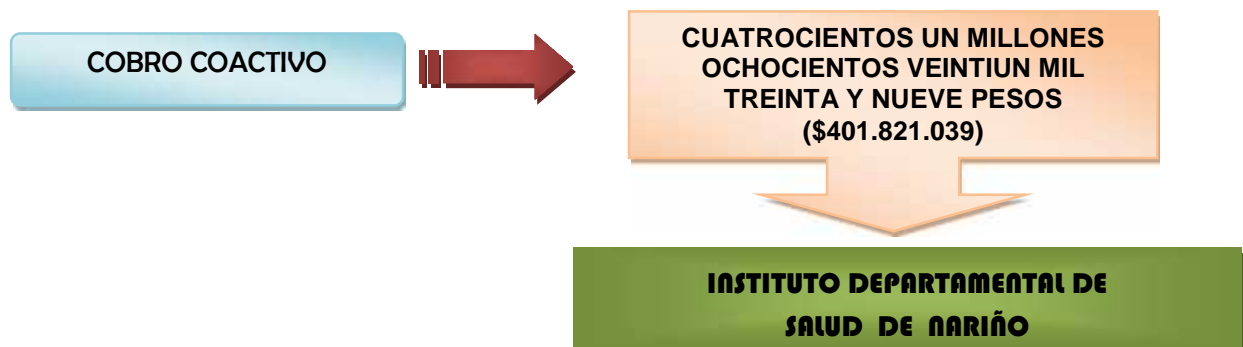 COBRO COACTIVO
CUATROCIENTOS UN MILLONES
OCHOCIENTOS VEINTIUN MIL
TREINTA Y NUEVE PESOS
($401.821.039)
INSTITUTO DEPARTAMENTAL DE
SALUD DE NARIÑO